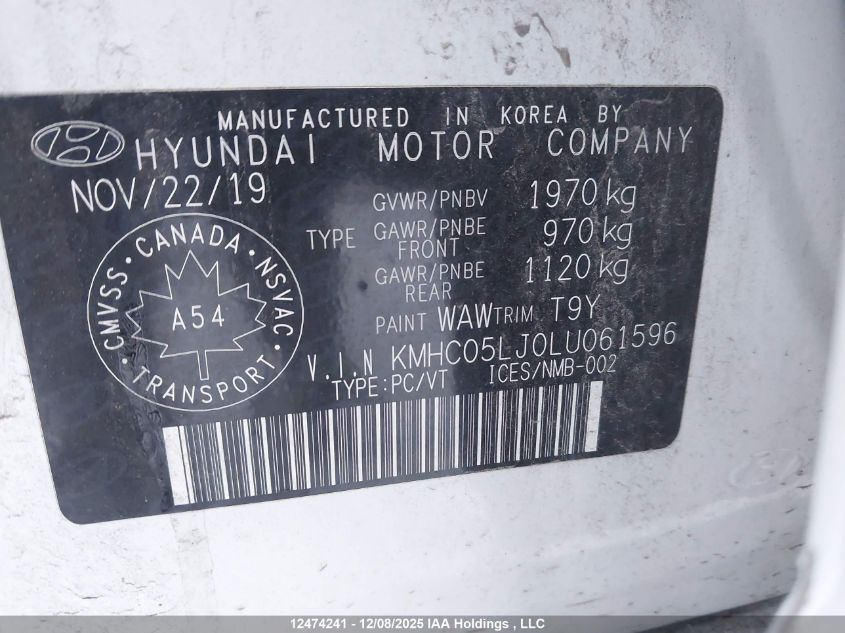 MANUFACTURED IN KOREA BY
HYUNDAI MOTOR COMPANY
NOV/22/19
GVWR/PNBV 1970 kg
TYPE GAWR/PNBE FRONT 970 kg
GAWR/PNBE REAR 1120 kg
PAINT WAW TRIM T9Y
CMVSS · CANADA · NSVAC · TRANSPORT ·
A54
V.I.N KMHC05LJ0LU061596
TYPE:PC/VT ICES/NMB-002
12474241 - 12/08/2025 IAA Holdings , LLC